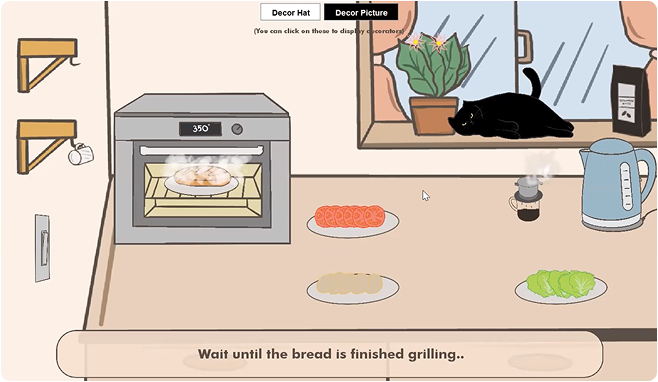 Decor Hat
Decor Picture
(You can click on these to display decorators)
350°
Wait until the bread is finished grilling..